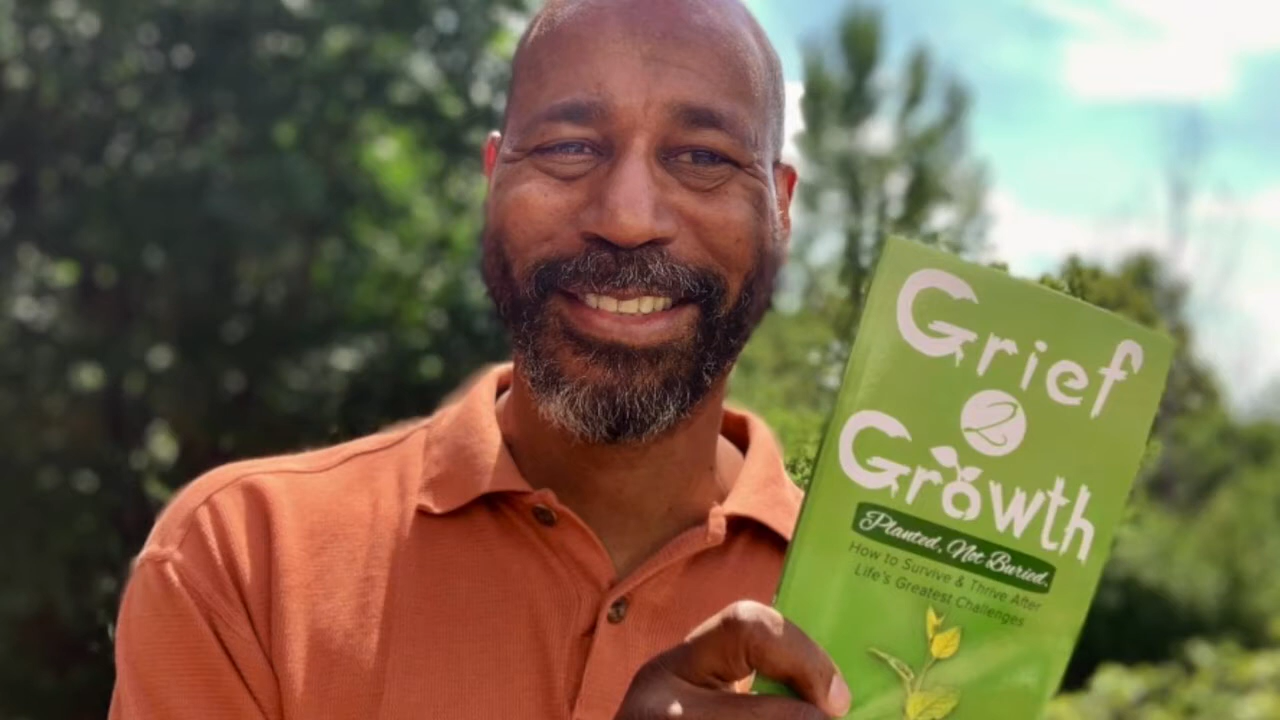 Grief
2
Growth
Planted, Not Buried.
How to Survive & Thrive After
Life's Greatest Challenges